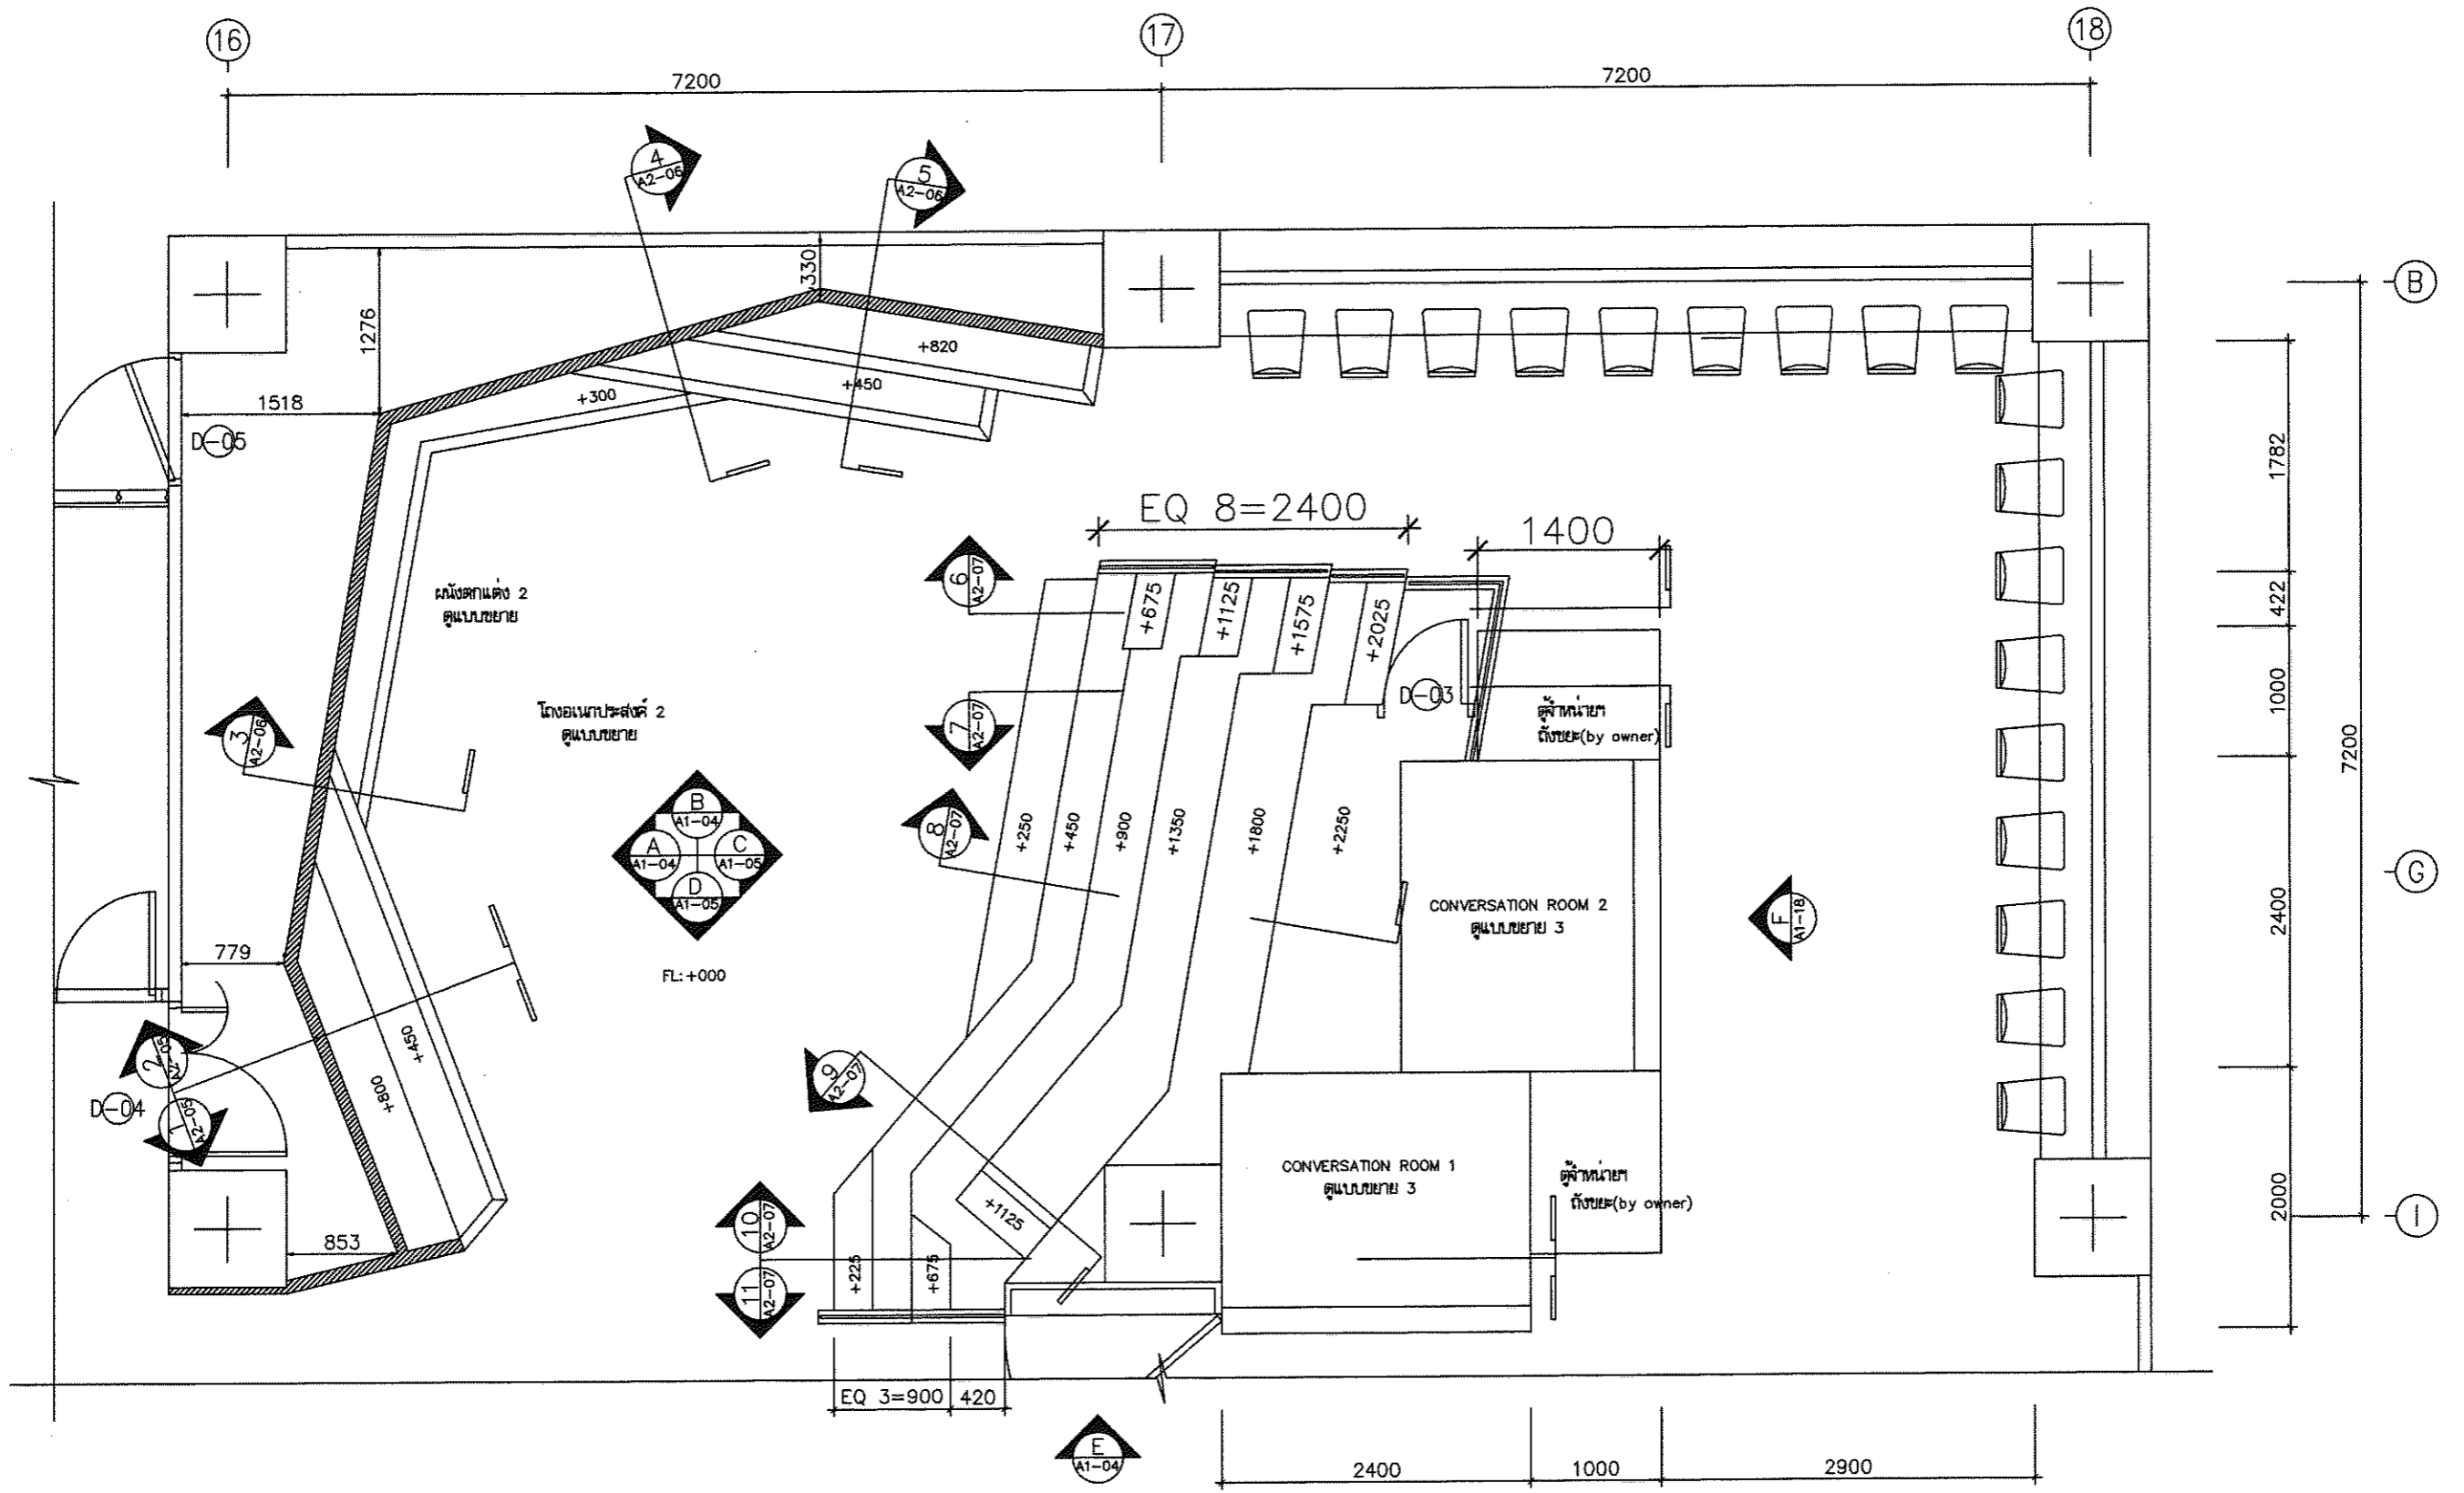 16
17
18
7200
7200
4
A2-06
5
A2-06
B
330
1276
+820
+450
+300
1518
D-05
1782
EQ 8=2400
1400
6
A2-07
+675
+1125
+1575
+2025
422
ผนังตกแต่ง 2
ดูแบบขยาย
D-03
1000
7200
โถงอเนกประสงค์ 2
ดูแบบขยาย
7
A2-07
ตู้จำหน่ายฯ
ถังขยะ(by owner)
3
A2-06
B
A1-04
A
A1-04
C
A1-05
D
A1-05
8
A2-07
+250
+450
+900
+1350
+1800
+2250
G
CONVERSATION ROOM 2
ดูแบบขยาย 3
F
A1-18
2400
779
FL:+000
2
A2-05
+450
+800
9
A2-07
D-04
1
A2-05
CONVERSATION ROOM 1
ดูแบบขยาย 3
ตู้จำหน่ายฯ
ถังขยะ(by owner)
2000
I
10
A2-07
+1125
853
+225
+675
11
A2-07
EQ 3=900
420
E
A1-04
2400
1000
2900